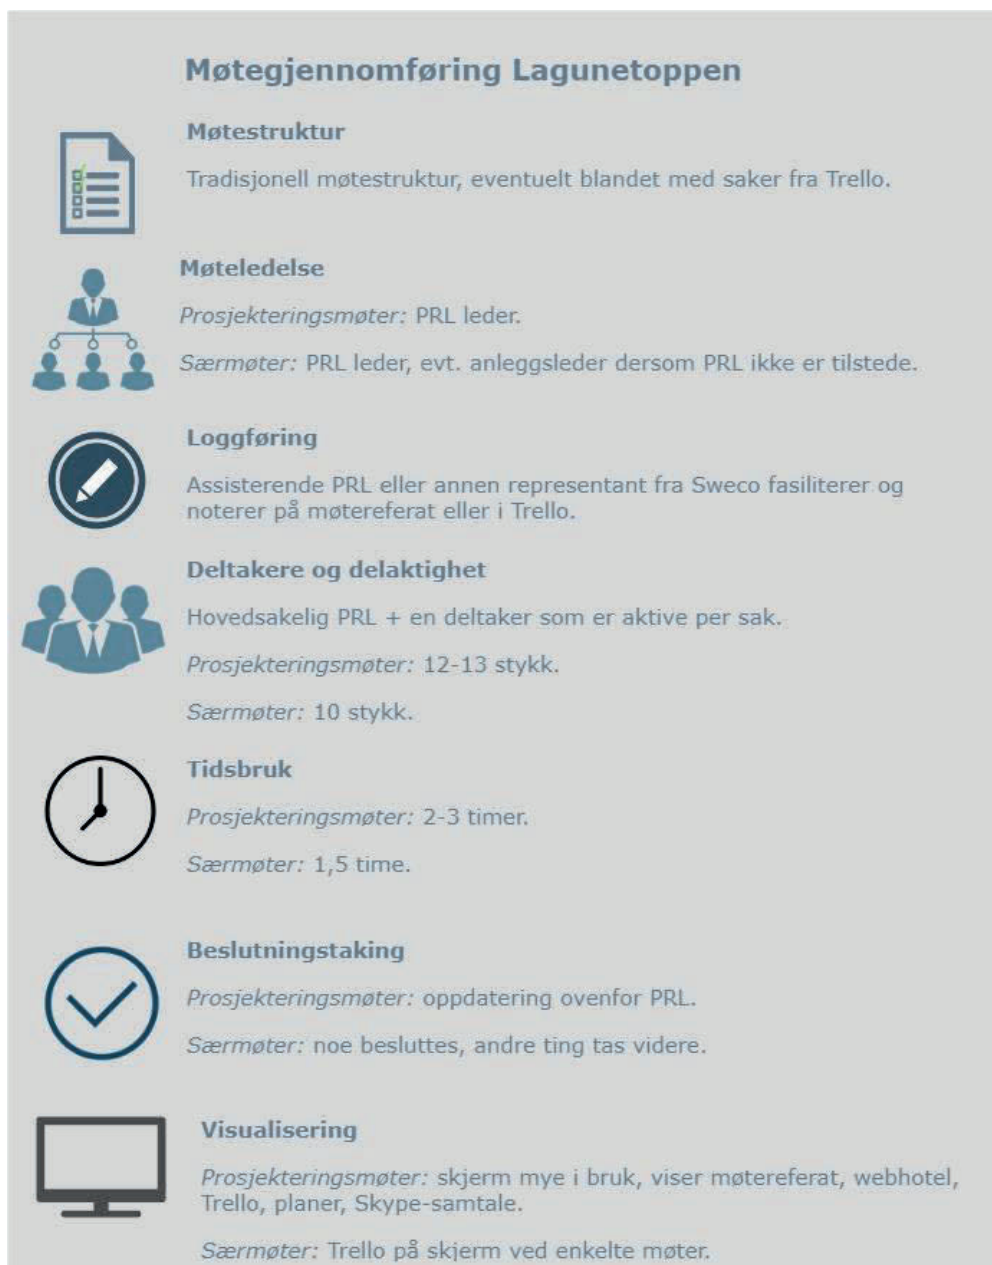 Møtegjennomføring Lagunetoppen
Møtestruktur
Tradisjonell møtestruktur, eventuelt blandet med saker fra Trello.
Møteledelse
Prosjekteringsmøter: PRL leder.
Særmøter: PRL leder, evt. anleggsleder dersom PRL ikke er tilstede.
Loggføring
Assisterende PRL eller annen representant fra Sweco fasiliterer og
noterer på møtereferat eller i Trello.
Deltakere og delaktighet
Hovedsakelig PRL + en deltaker som er aktive per sak.
Prosjekteringsmøter: 12-13 stykk.
Særmøter: 10 stykk.
Tidsbruk
Prosjekteringsmøter: 2-3 timer.
Særmøter: 1,5 time.
Beslutningstaking
Prosjekteringsmøter: oppdatering ovenfor PRL.
Særmøter: noe besluttes, andre ting tas videre.
Visualisering
Prosjekteringsmøter: skjerm mye i bruk, viser møtereferat, webhotel,
Trello, planer, Skype-samtale.
Særmøter: Trello på skjerm ved enkelte møter.